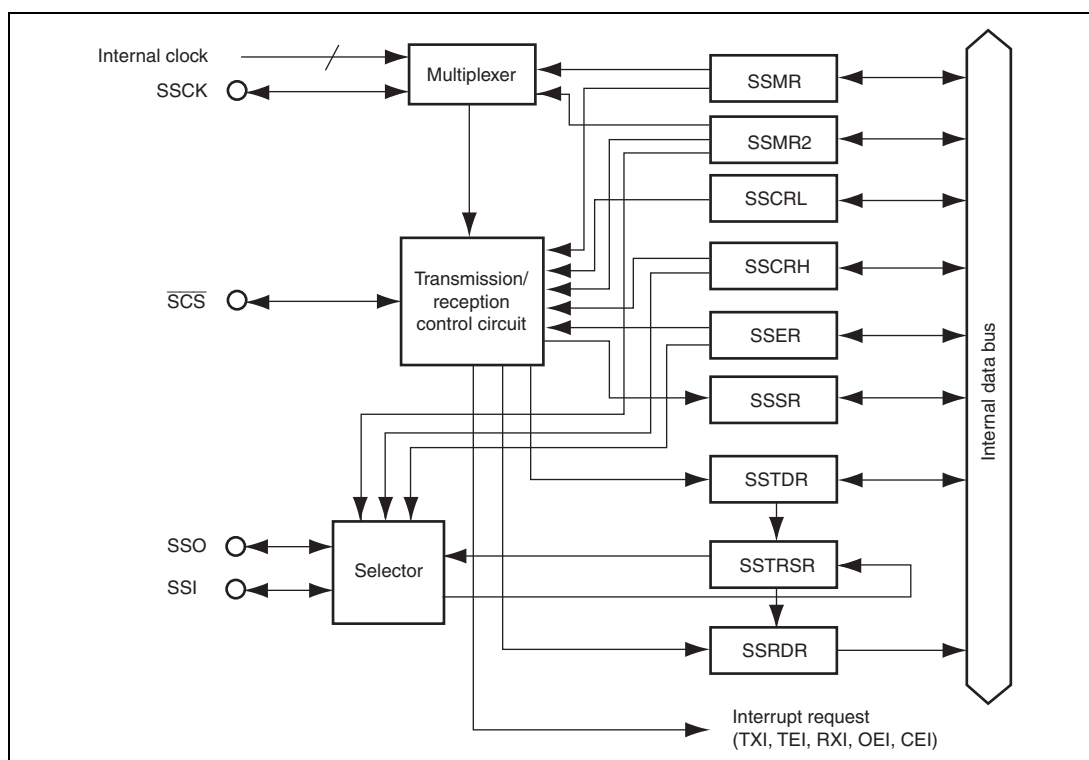 Internal clock
SSCK
Multiplexer
SSMR
SSMR2
SSCRL
SSCRH
SSER
SSSR
SCS
Transmission/
reception
control circuit
Internal data bus
SSTDR
SSO
SSI
Selector
SSTRSR
SSRDR
Interrupt request
(TXI, TEI, RXI, OEI, CEI)